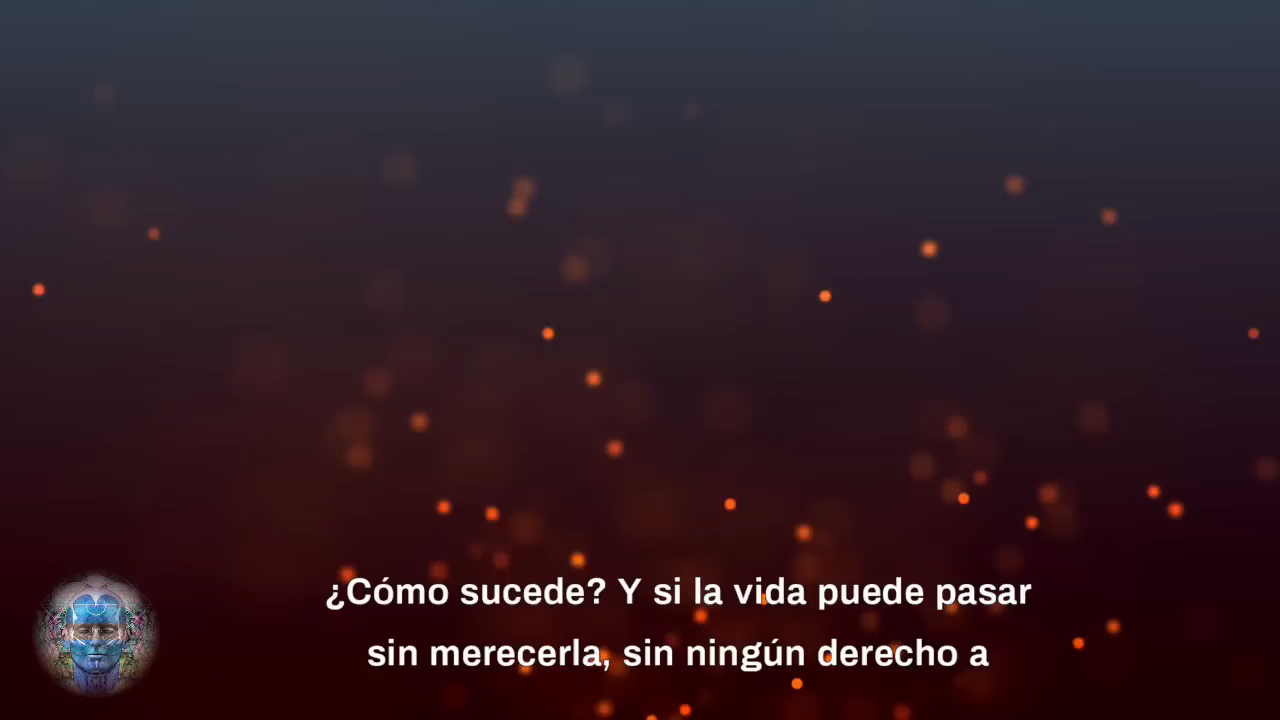 ¿Cómo sucede? Y si la vida puede pasar
sin merecerla, sin ningún derecho a